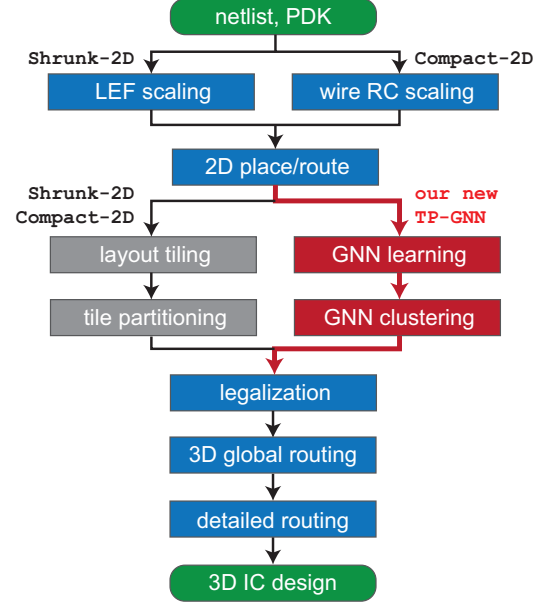 netlist, PDK
Shrunk-2D
Compact-2D
LEF scaling
wire RC scaling
2D place/route
Shrunk-2D
Compact-2D
our new
TP-GNN
layout tiling
GNN learning
tile partitioning
GNN clustering
legalization
3D global routing
detailed routing
3D IC design